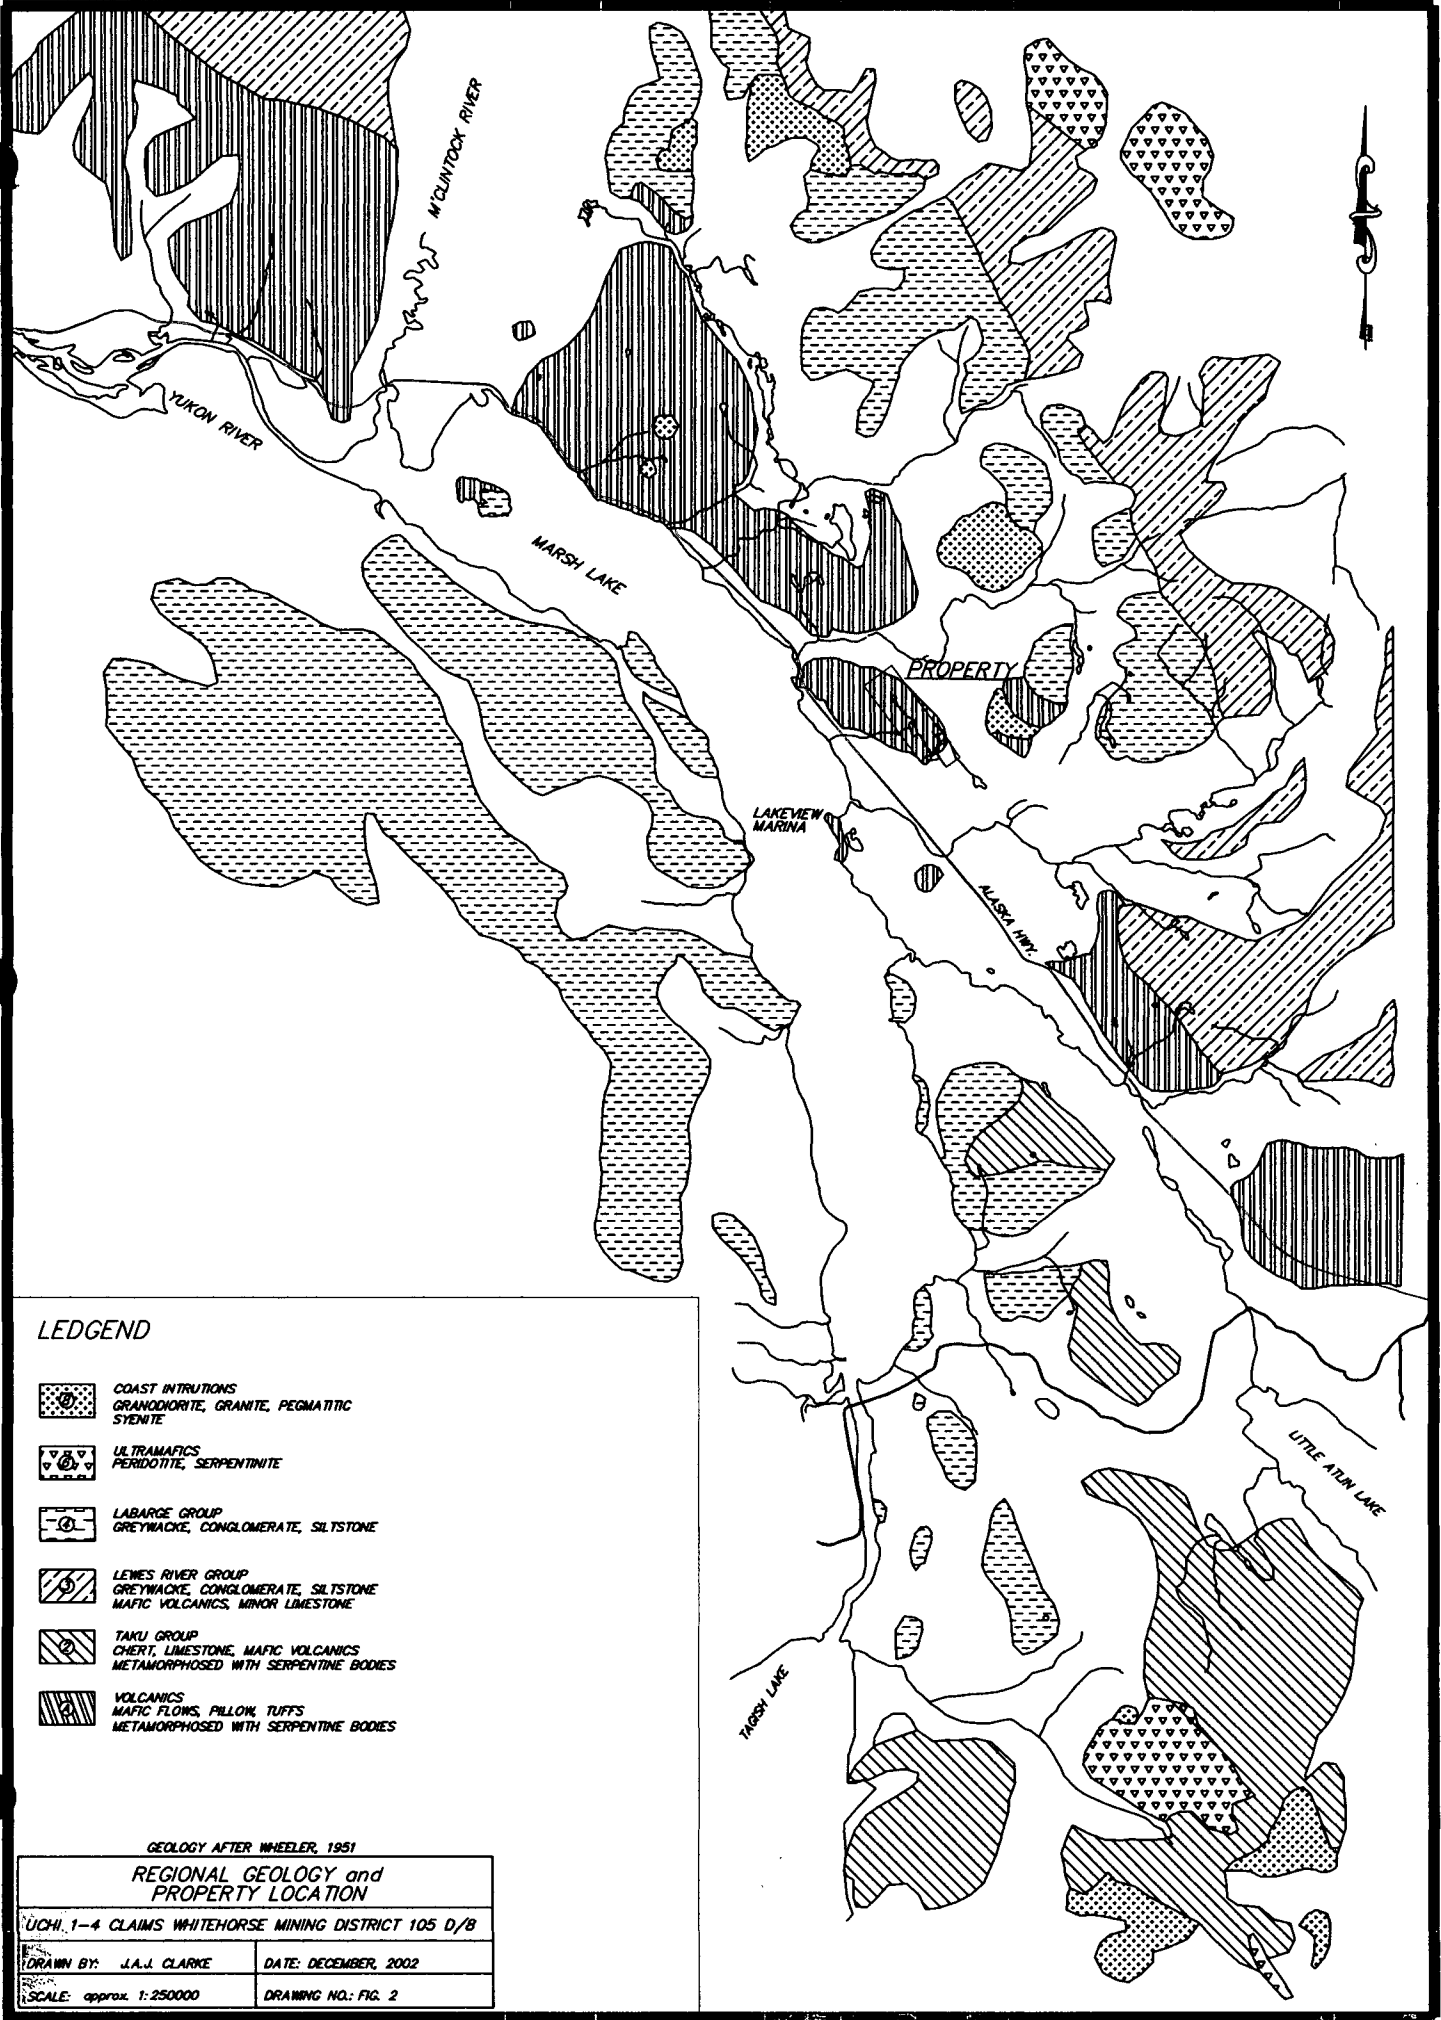 M'CLINTOCK RIVER
YUKON RIVER
MARSH LAKE
PROPERTY
LAKEVIEW
MARINA
ALASKA HWY.
LITTLE ATLIN LAKE
TAGISH LAKE
LEDGEND
8
COAST INTRUTIONS
GRANODIORITE, GRANITE, PEGMATITIC
SYENITE
ULTRAMAFICS
PERIDOTITE, SERPENTINITE
4
LABARGE GROUP
GREYWACKE, CONGLOMERATE, SILTSTONE
3
LEWES RIVER GROUP
GREYWACKE, CONGLOMERATE, SILTSTONE
MAFIC VOLCANICS, MINOR LIMESTONE
2
TAKU GROUP
CHERT, LIMESTONE, MAFIC VOLCANICS
METAMORPHOSED WITH SERPENTINE BODIES
VOLCANICS
MAFIC FLOWS, PILLOW, TUFFS
METAMORPHOSED WITH SERPENTINE BODIES
GEOLOGY AFTER WHEELER, 1951
REGIONAL GEOLOGY and
PROPERTY LOCATION
UCHI 1-4 CLAIMS WHITEHORSE MINING DISTRICT 105 D/8
DRAWN BY: J.A.J. CLARKE
DATE: DECEMBER, 2002
SCALE: approx. 1:250000
DRAWING NO.: FIG. 2